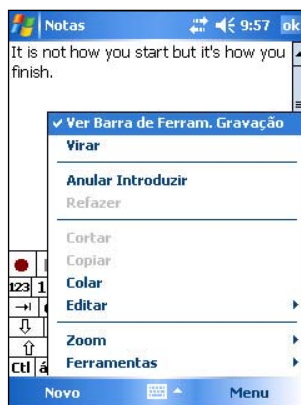 Notas 9:57 ok
It is not how you start but it's how you
finish.
Ver Barra de Ferram. Gravação
Virar
Anular Introduzir
Refazer
Cortar
Copiar
Colar
Editar
Zoom
Ferramentas
123 1
Ctl á
Novo Menu